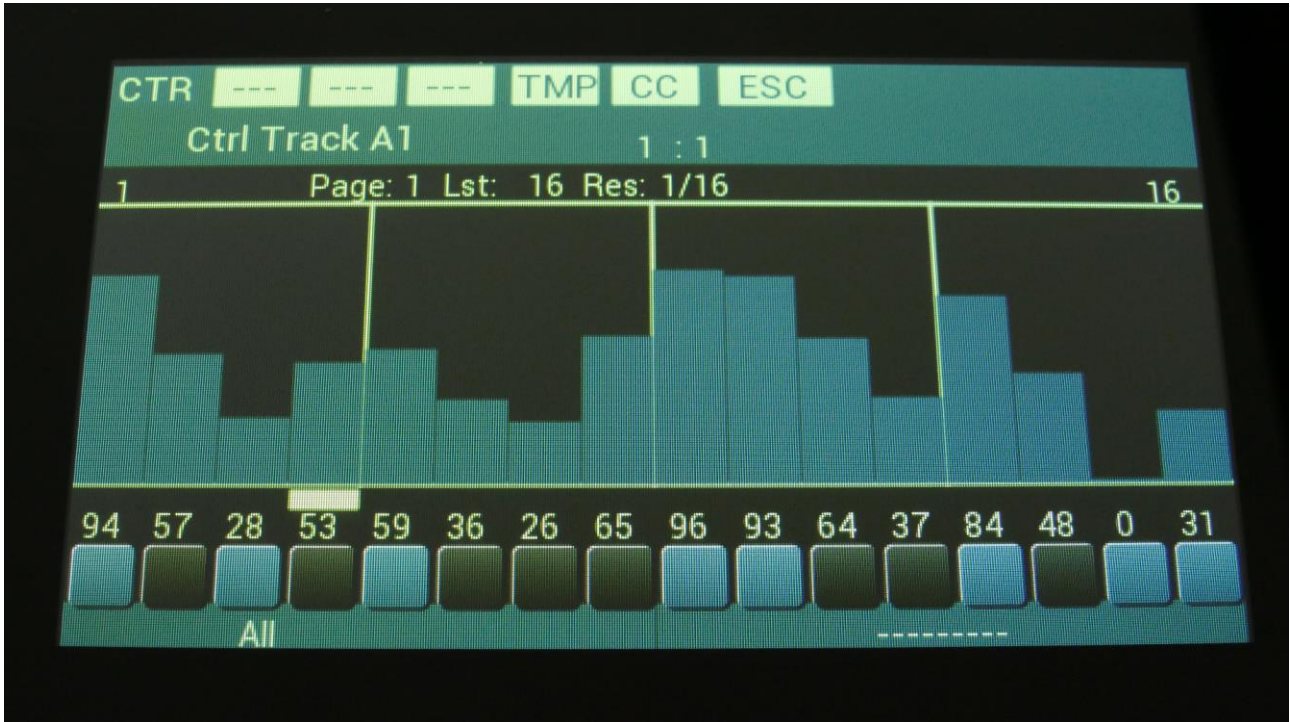 CTR --- --- --- TMP CC ESC
Ctrl Track A1 1 : 1
1 Page: 1 Lst: 16 Res: 1/16 16
94 57 28 53 59 36 26 65 96 93 64 37 84 48 0 31
All ---------